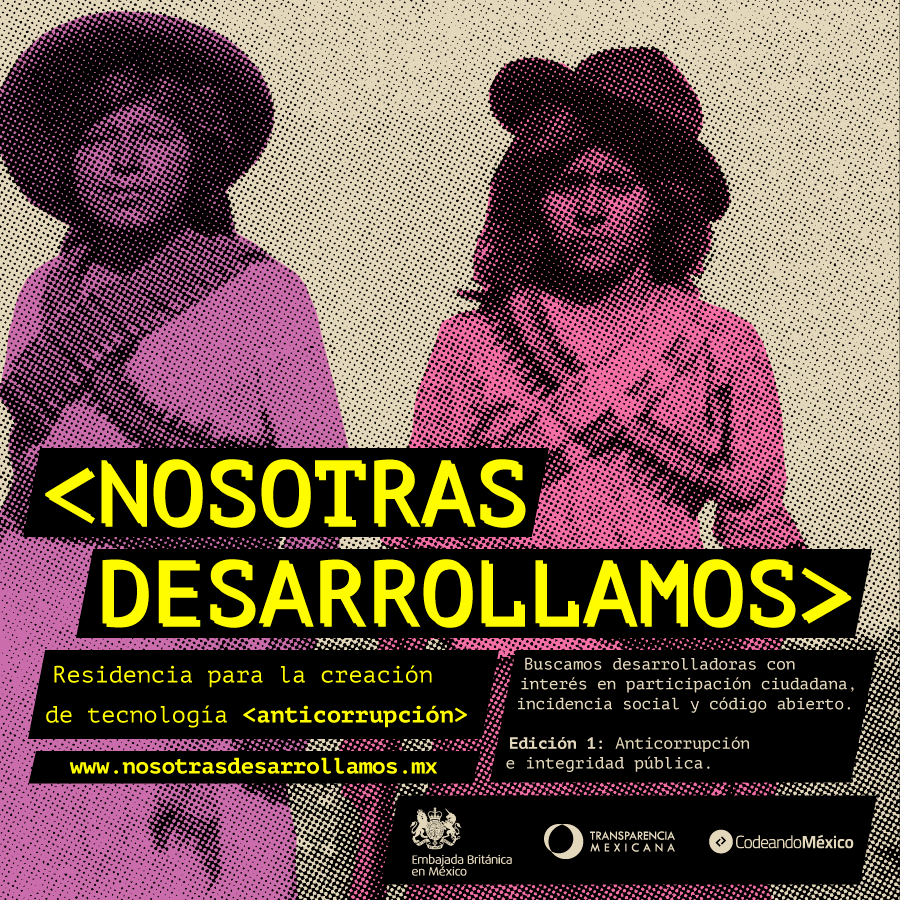 <NOSOTRAS
DESARROLLAMOS>
Residencia para la creación
de tecnología <anticorrupción>
www.nosotrasdesarrollamos.mx
Buscamos desarrolladoras con
interés en participación ciudadana,
incidencia social y código abierto.
Edición 1: Anticorrupción
e integridad pública.
Embajada Británica
en México
TRANSPARENCIA
MEXICANA
CodeandoMéxico